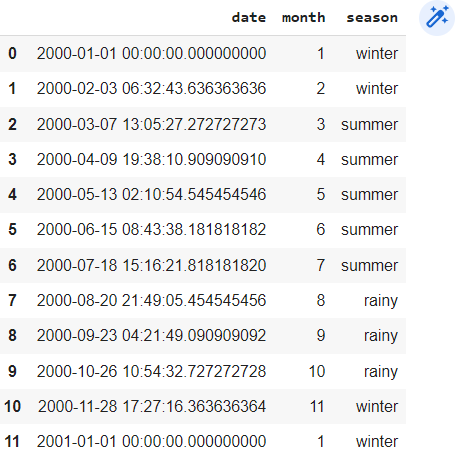 date month season
0 2000-01-01 00:00:00.000000000 1 winter
1 2000-02-03 06:32:43.636363636 2 winter
2 2000-03-07 13:05:27.272727273 3 summer
3 2000-04-09 19:38:10.909090910 4 summer
4 2000-05-13 02:10:54.545454546 5 summer
5 2000-06-15 08:43:38.181818182 6 summer
6 2000-07-18 15:16:21.818181820 7 summer
7 2000-08-20 21:49:05.454545456 8 rainy
8 2000-09-23 04:21:49.090909092 9 rainy
9 2000-10-26 10:54:32.727272728 10 rainy
10 2000-11-28 17:27:16.363636364 11 winter
11 2001-01-01 00:00:00.000000000 1 winter